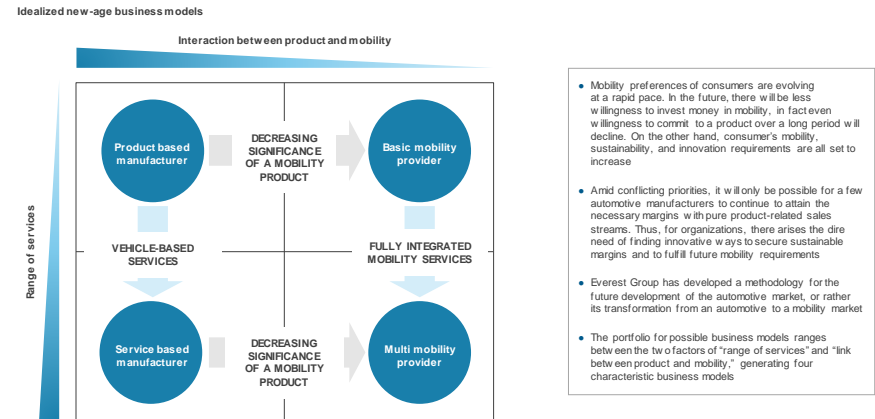 Idealized new-age business models
Interaction between product and mobility
Range of services
Product based
manufacturer
DECREASING
SIGNIFICANCE
OF A MOBILITY
PRODUCT
Basic mobility
provider
VEHICLE-BASED
SERVICES
FULLY INTEGRATED
MOBILITY SERVICES
Service based
manufacturer
DECREASING
SIGNIFICANCE
OF A MOBILITY
PRODUCT
Multi mobility
provider
● Mobility preferences of consumers are evolving
at a rapid pace. In the future, there will be less
willingness to invest money in mobility, in fact even
willingness to commit to a product over a long period will
decline. On the other hand, consumer's mobility,
sustainability, and innovation requirements are all set to
increase
● Amid conflicting priorities, it will only be possible for a few
automotive manufacturers to continue to attain the
necessary margins with pure product-related sales
streams. Thus, for organizations, there arises the dire
need of finding innovative ways to secure sustainable
margins and to fulfill future mobility requirements
● Everest Group has developed a methodology for the
future development of the automotive market, or rather
its transformation from an automotive to a mobility market
● The portfolio for possible business models ranges
between the two factors of "range of services" and "link
between product and mobility," generating four
characteristic business models